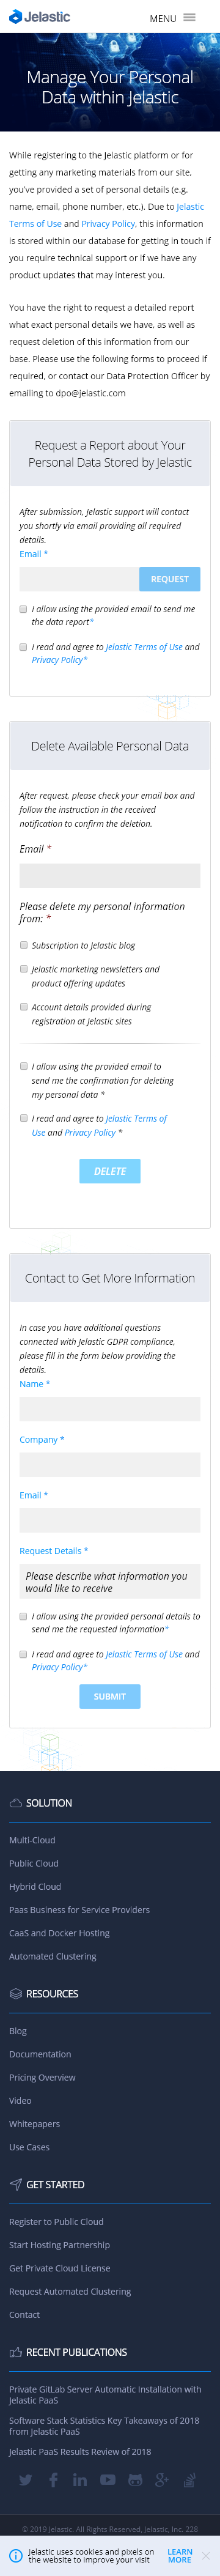 Jelastic
MENU
Manage Your Personal
Data within Jelastic
While registering to the Jelastic platform or for
getting any marketing materials from our site,
you've provided a set of personal details (e.g.
name, email, phone number, etc.). Due to Jelastic
Terms of Use and Privacy Policy, this information
is stored within our database for getting in touch if
you require technical support or if we have any
product updates that may interest you.
You have the right to request a detailed report
what exact personal details we have, as well as
request deletion of this information from our
base. Please use the following forms to proceed if
required, or contact our Data Protection Officer by
emailing to dpo@jelastic.com
Request a Report about Your
Personal Data Stored by Jelastic
After submission, Jelastic support will contact
you shortly via email providing all required
details.
Email *
REQUEST
I allow using the provided email to send me
the data report*
I read and agree to Jelastic Terms of Use and
Privacy Policy*
Delete Available Personal Data
After request, please check your email box and
follow the instruction in the received
notification to confirm the deletion.
Email *
Please delete my personal information
from: *
Subscription to Jelastic blog
Jelastic marketing newsletters and
product offering updates
Account details provided during
registration at Jelastic sites
I allow using the provided email to
send me the confirmation for deleting
my personal data *
I read and agree to Jelastic Terms of
Use and Privacy Policy *
DELETE
Contact to Get More Information
In case you have additional questions
connected with Jelastic GDPR compliance,
please fill in the form below providing the
details.
Name *
Company *
Email *
Request Details *
Please describe what information you
would like to receive
I allow using the provided personal details to
send me the requested information*
I read and agree to Jelastic Terms of Use and
Privacy Policy*
SUBMIT
SOLUTION
Multi-Cloud
Public Cloud
Hybrid Cloud
Paas Business for Service Providers
CaaS and Docker Hosting
Automated Clustering
RESOURCES
Blog
Documentation
Pricing Overview
Video
Whitepapers
Use Cases
GET STARTED
Register to Public Cloud
Start Hosting Partnership
Get Private Cloud License
Request Automated Clustering
Contact
RECENT PUBLICATIONS
Private GitLab Server Automatic Installation with
Jelastic PaaS
Software Stack Statistics Key Takeaways of 2018
from Jelastic PaaS
Jelastic PaaS Results Review of 2018
© 2019 Jelastic. All Rights Reserved, Jelastic, Inc. 228
Jelastic uses cookies and pixels on
the website to improve your visit
LEARN
MORE